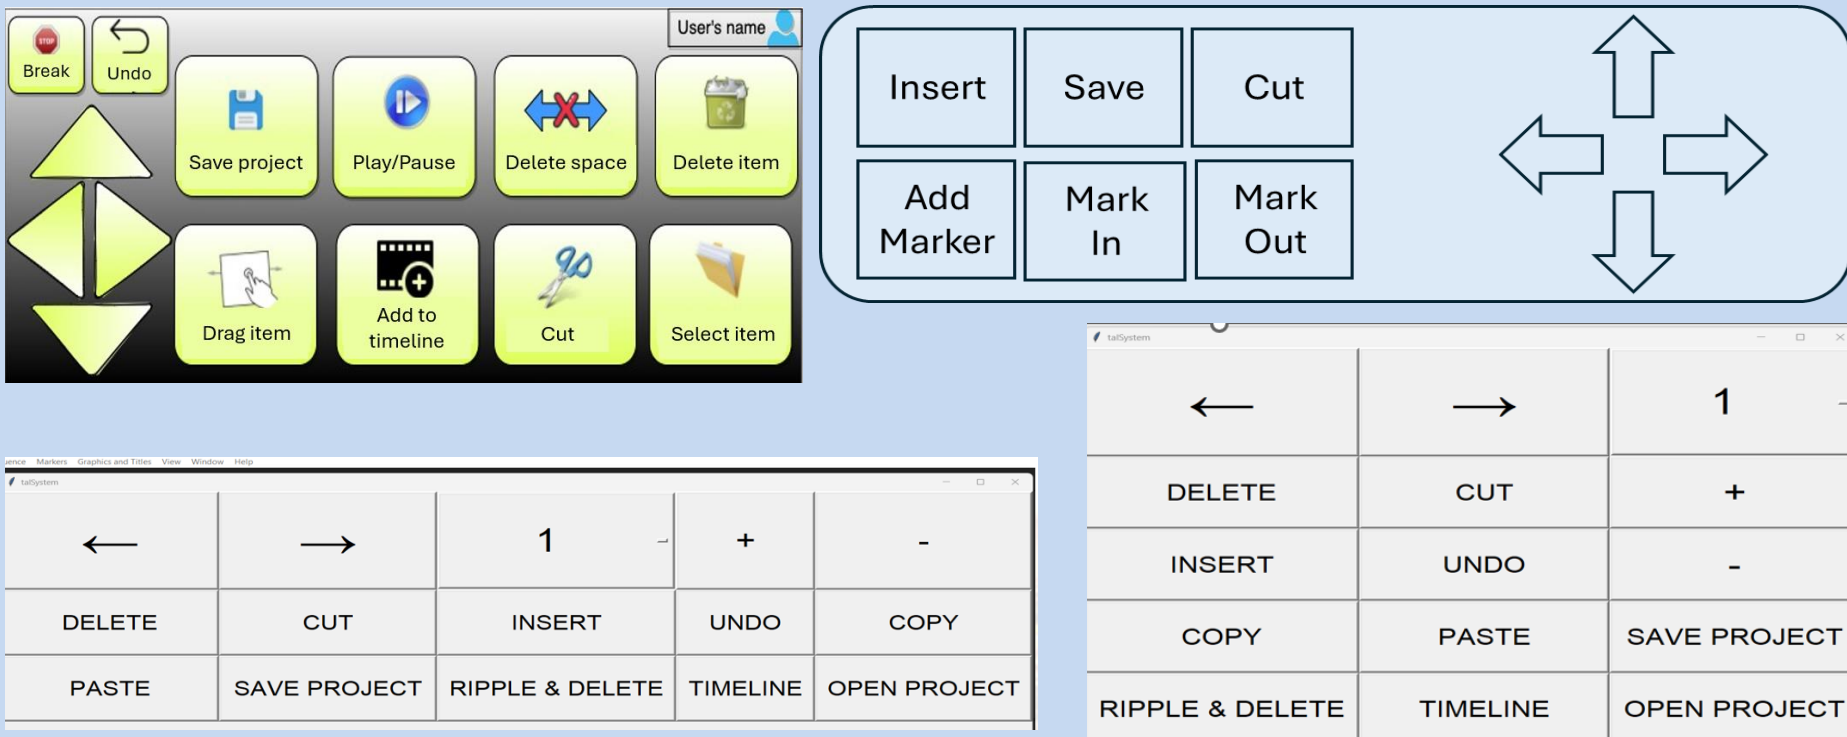 STOP
Break
Undo
User's name
Save project
Play/Pause
Delete space
Delete item
Drag item
Add to
timeline
Cut
Select item
Insert
Save
Cut
Add
Marker
Mark
In
Mark
Out
talSystem
1
DELETE
CUT
+
INSERT
UNDO
-
COPY
PASTE
SAVE PROJECT
RIPPLE & DELETE
TIMELINE
OPEN PROJECT
uence Markers Graphics and Titles View Window Help
talSystem
1
+
-
DELETE
CUT
INSERT
UNDO
COPY
PASTE
SAVE PROJECT
RIPPLE & DELETE
TIMELINE
OPEN PROJECT